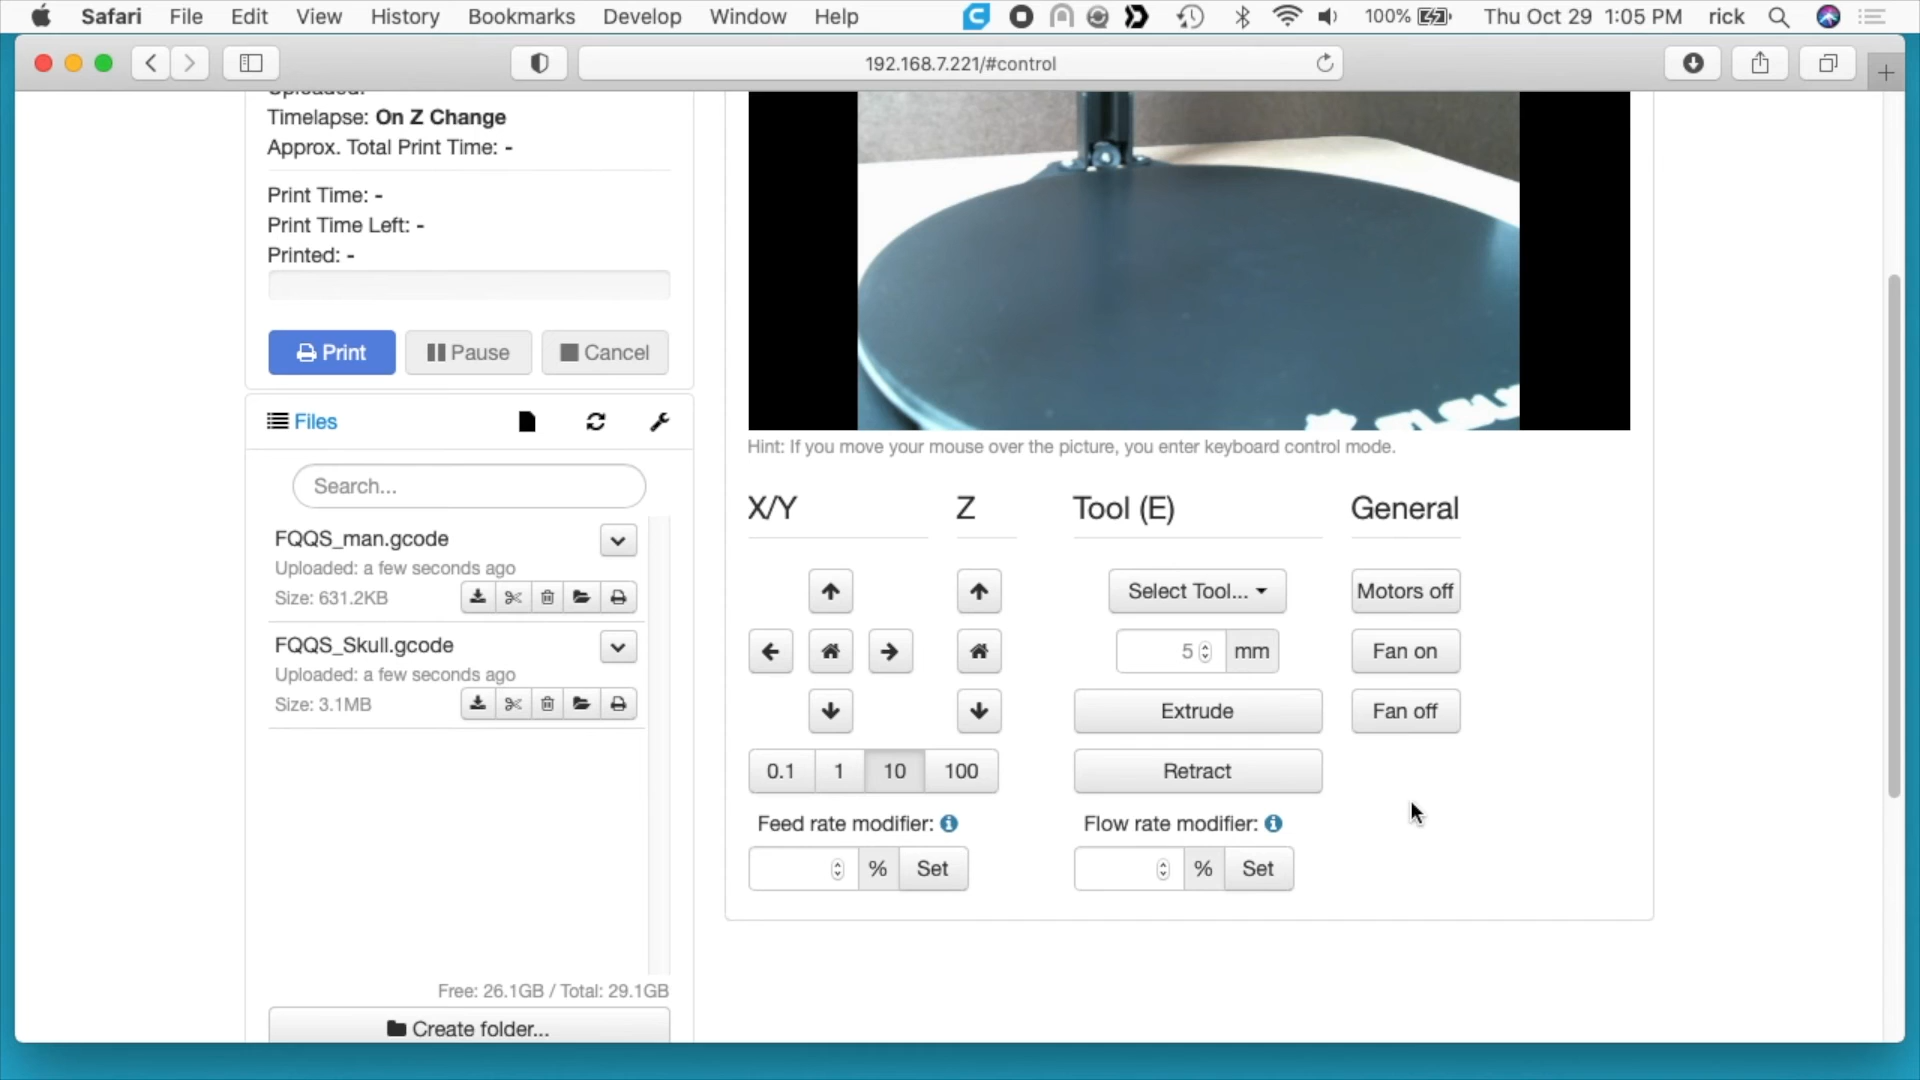 Safari File Edit View History Bookmarks Develop Window Help 100% Thu Oct 29 1:05 PM rick
192.168.7.221/#control
Uploaded:
Timelapse: On Z Change
Approx. Total Print Time: -
Print Time: -
Print Time Left: -
Printed: -
Print Pause Cancel
Files
Search...
FQQS_man.gcode
Uploaded: a few seconds ago
Size: 631.2KB
FQQS_Skull.gcode
Uploaded: a few seconds ago
Size: 3.1MB
Free: 26.1GB / Total: 29.1GB
Create folder...
Hint: If you move your mouse over the picture, you enter keyboard control mode.
X/Y Z Tool (E) General
Select Tool... Motors off
5 mm Fan on
Extrude Fan off
0.1 1 10 100 Retract
Feed rate modifier: Flow rate modifier:
% Set % Set